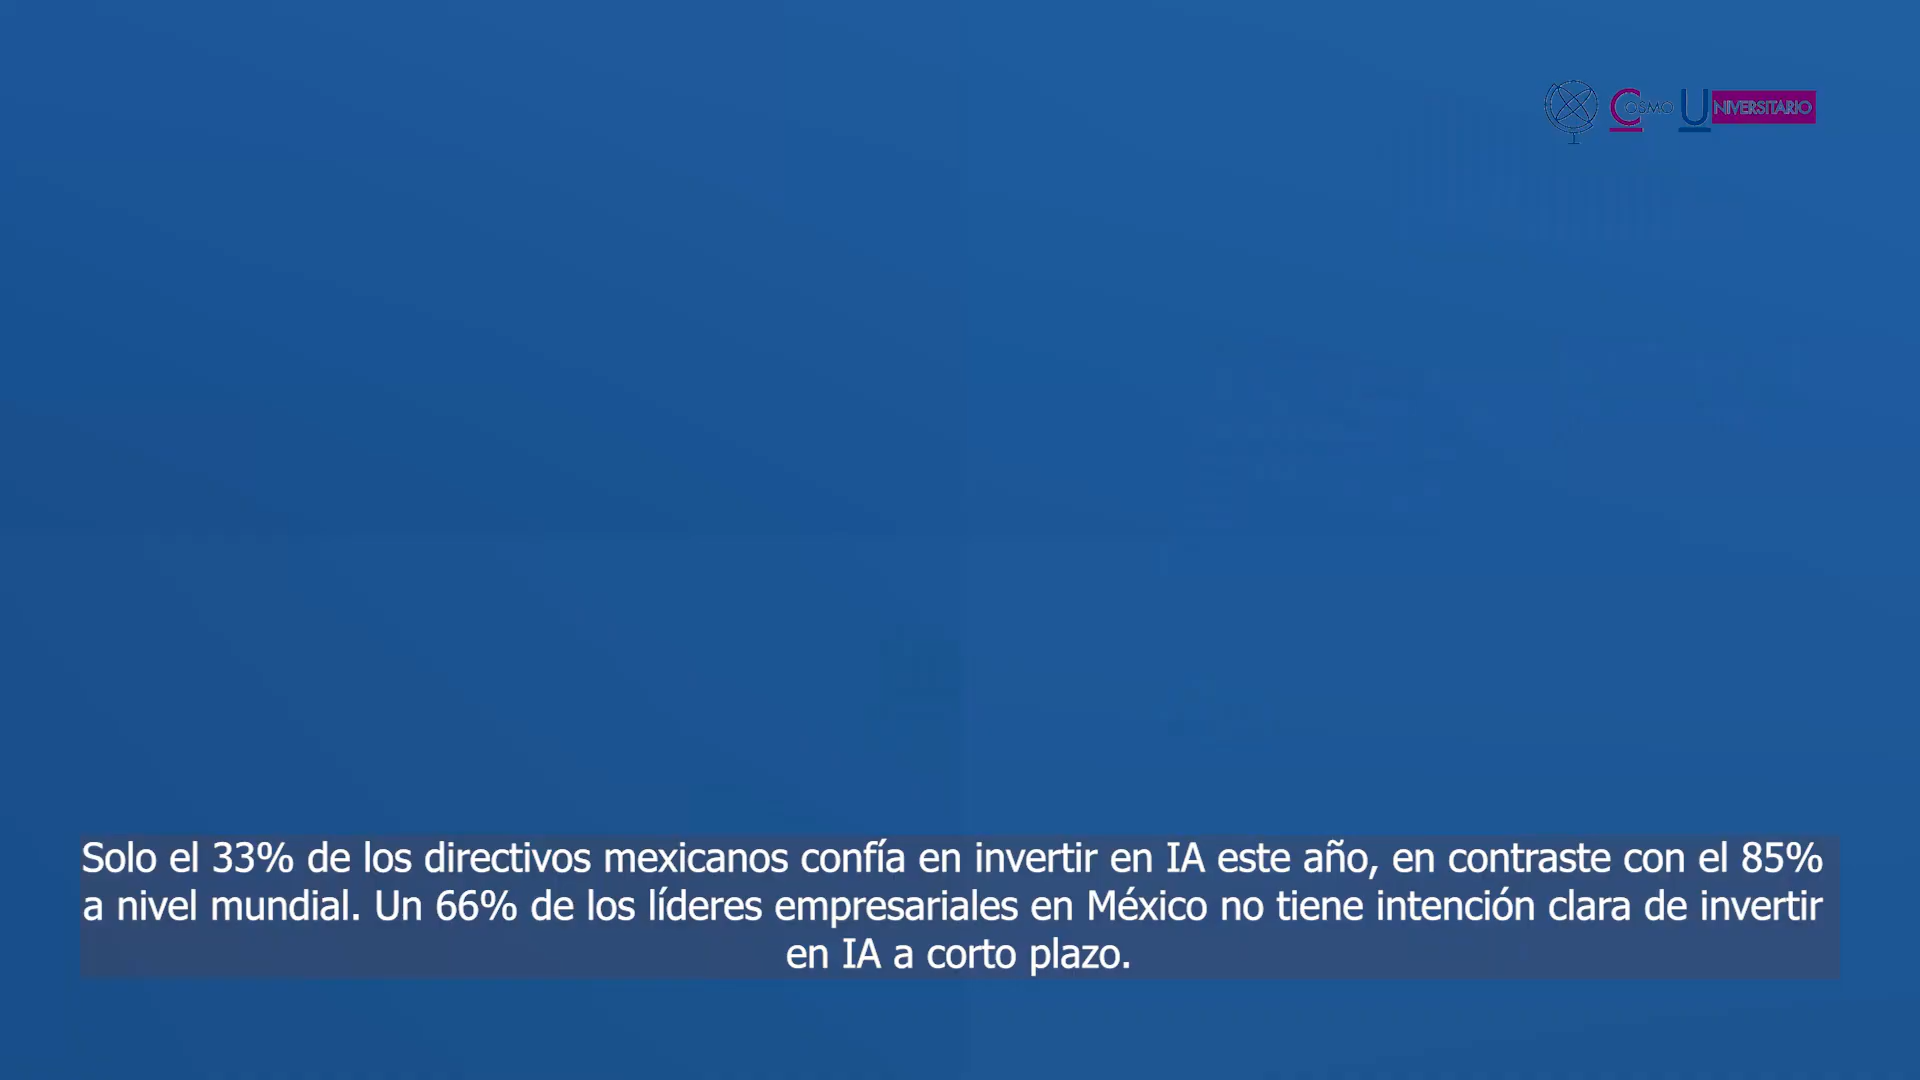 COSMO UNIVERSITARIO
Solo el 33% de los directivos mexicanos confía en invertir en IA este año, en contraste con el 85%
a nivel mundial. Un 66% de los líderes empresariales en México no tiene intención clara de invertir
en IA a corto plazo.